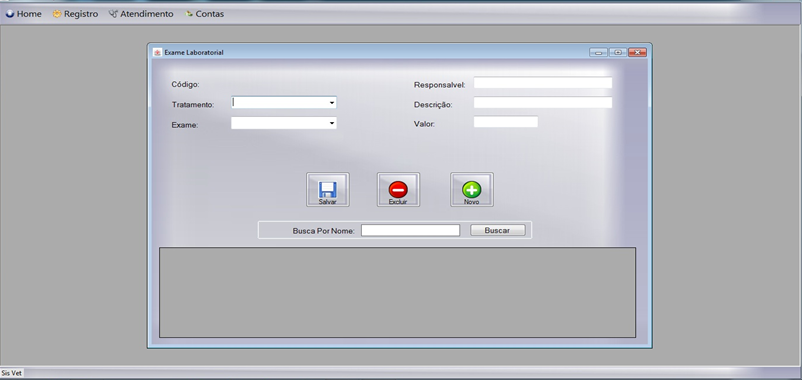 Home Registro Atendimento Contas
Exame Laboratorial
Código: Responsalvel:
Tratamento: Descrição:
Exame: Valor:
Salvar Excluir Novo
Busca Por Nome: Buscar
Sis Vet